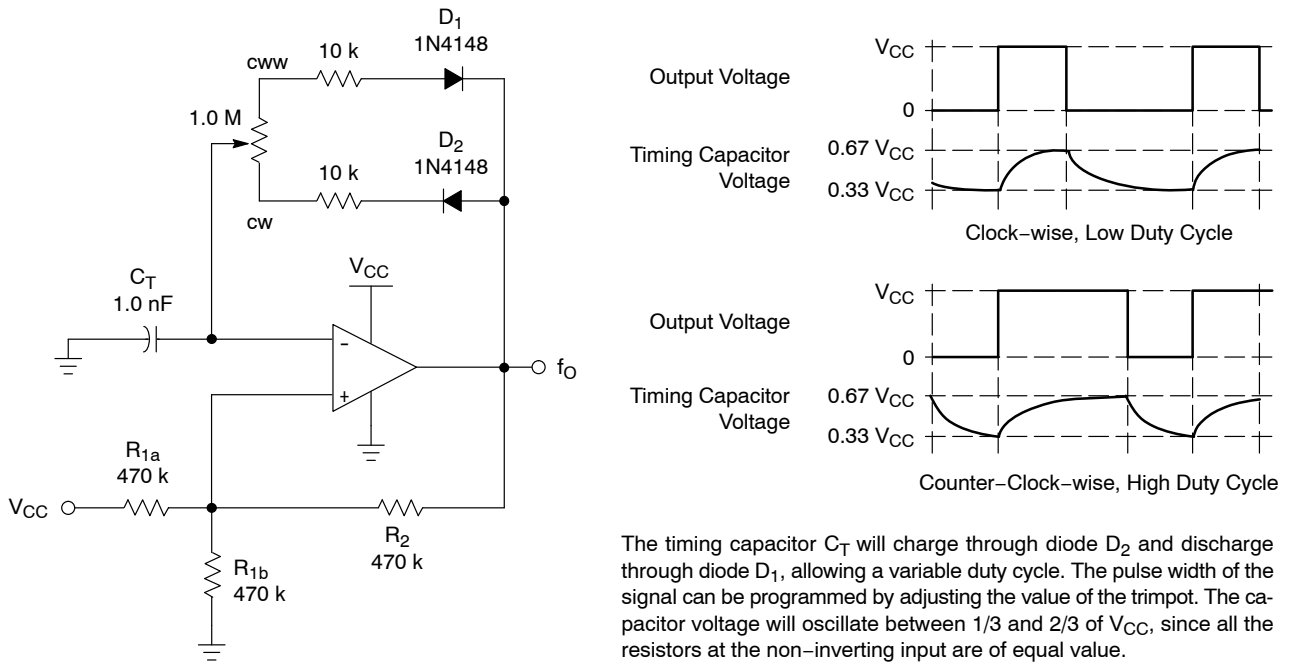 D1
1N4148
10 k
cww
1.0 M
D2
1N4148
10 k
cw
CT
1.0 nF
VCC
-
+
fO
R1a
470 k
VCC
R2
470 k
R1b
470 k
Output Voltage
VCC
0
Timing Capacitor
Voltage
0.67 VCC
0.33 VCC
Clock−wise, Low Duty Cycle
Output Voltage
VCC
0
Timing Capacitor
Voltage
0.67 VCC
0.33 VCC
Counter−Clock−wise, High Duty Cycle
The timing capacitor CT will charge through diode D2 and discharge
through diode D1, allowing a variable duty cycle. The pulse width of the
signal can be programmed by adjusting the value of the trimpot. The ca-
pacitor voltage will oscillate between 1/3 and 2/3 of VCC, since all the
resistors at the non−inverting input are of equal value.